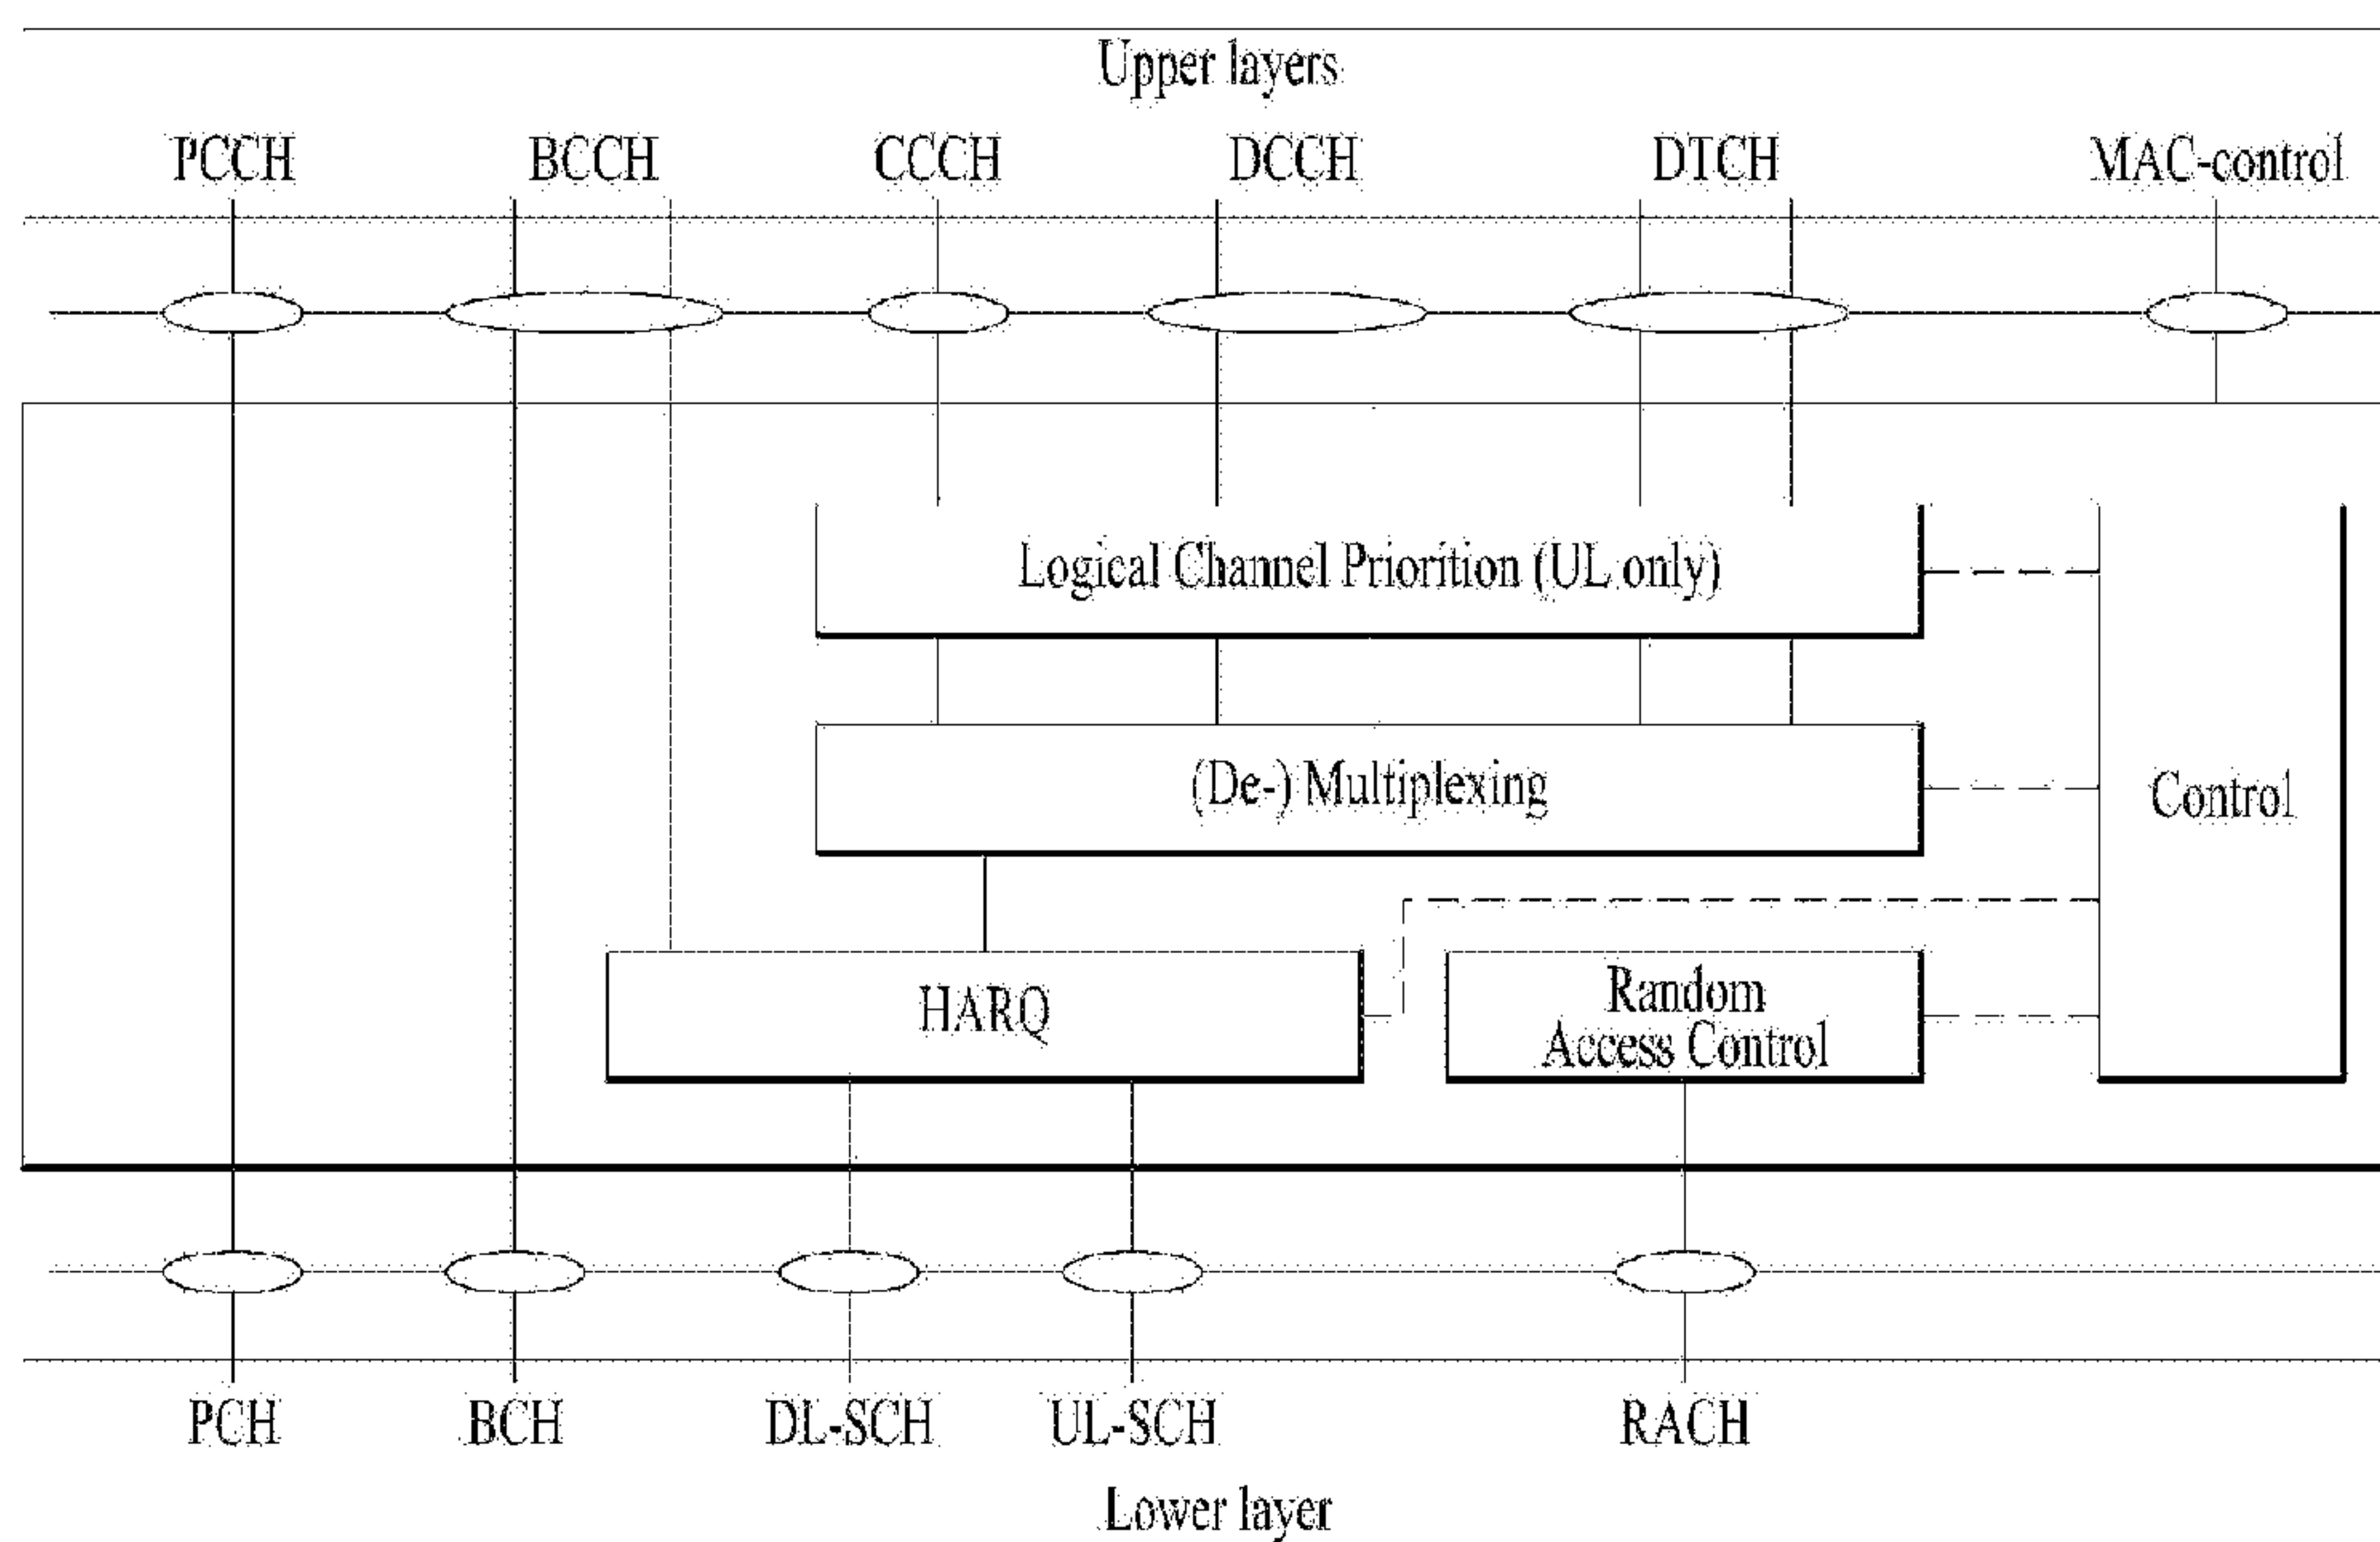 Upper layers
PCCH BCCH CCCH DCCH DTCH MAC-control
Logical Channel Priorition (UL only)
(De-) Multiplexing
Control
HARQ
Random
Access Control
PCH BCH DL-SCH UL-SCH RACH
Lower layer